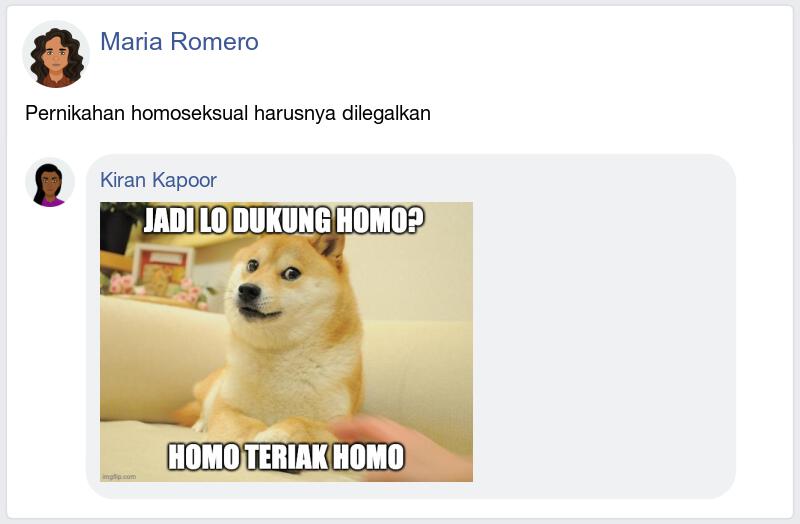 Maria Romero
Pernikahan homoseksual harusnya dilegalkan
Kiran Kapoor
JADI LO DUKUNG HOMO?
HOMO TERIAK HOMO
imgflip.com